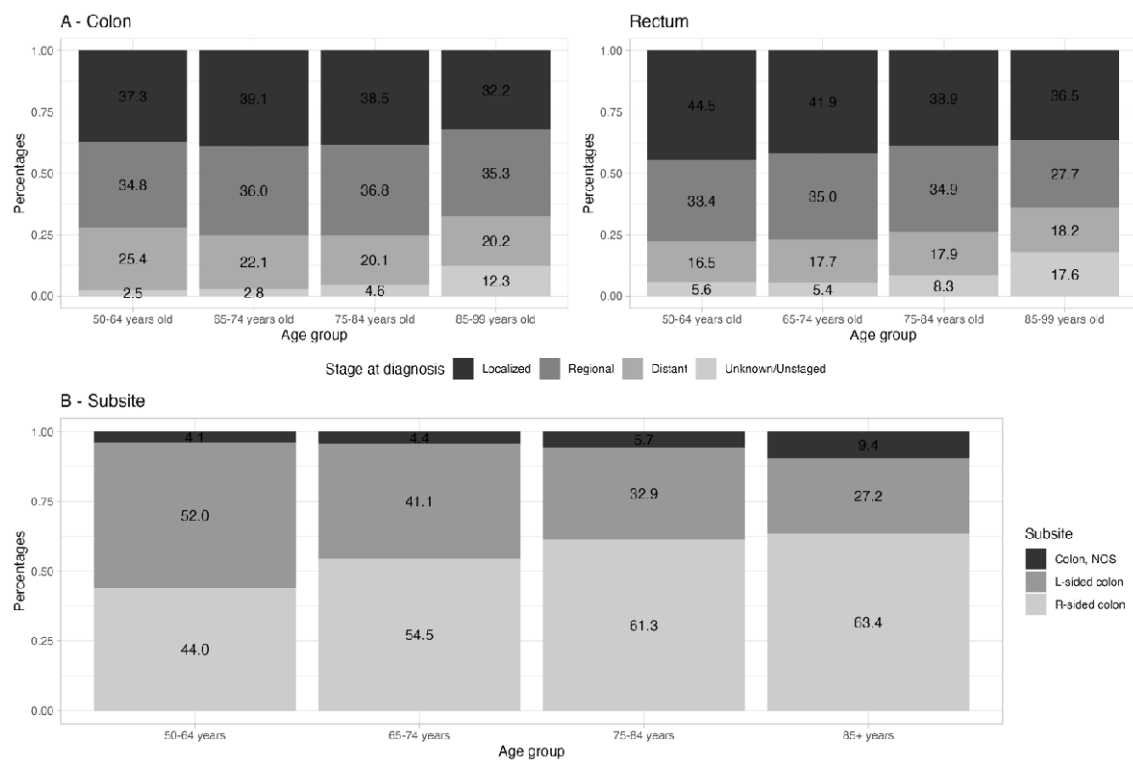 A - Colon
Rectum
Percentages
1.00
0.75
0.50
0.25
0.00
37.3 39.1 38.5 32.2
34.8 36.0 36.8 35.3
25.4 22.1 20.1 20.2
2.5 2.8 4.6 12.3
50-64 years old 65-74 years old 75-84 years old 85-99 years old
Age group
Percentages
1.00
0.75
0.50
0.25
0.00
44.5 41.9 38.9 36.5
33.4 35.0 34.9 27.7
16.5 17.7 17.9 18.2
5.6 5.4 8.3 17.6
50-64 years old 65-74 years old 75-84 years old 85-99 years old
Age group
Stage at diagnosis Localized Regional Distant Unknown/Unstaged
B - Subsite
Percentages
1.00
0.75
0.50
0.25
0.00
4.1 4.4 5.7 9.4
52.0 41.1 32.9 27.2
44.0 54.5 61.3 63.4
50-64 years 65-74 years 75-84 years 85+ years
Age group
Subsite
Colon, NOS
L-sided colon
R-sided colon